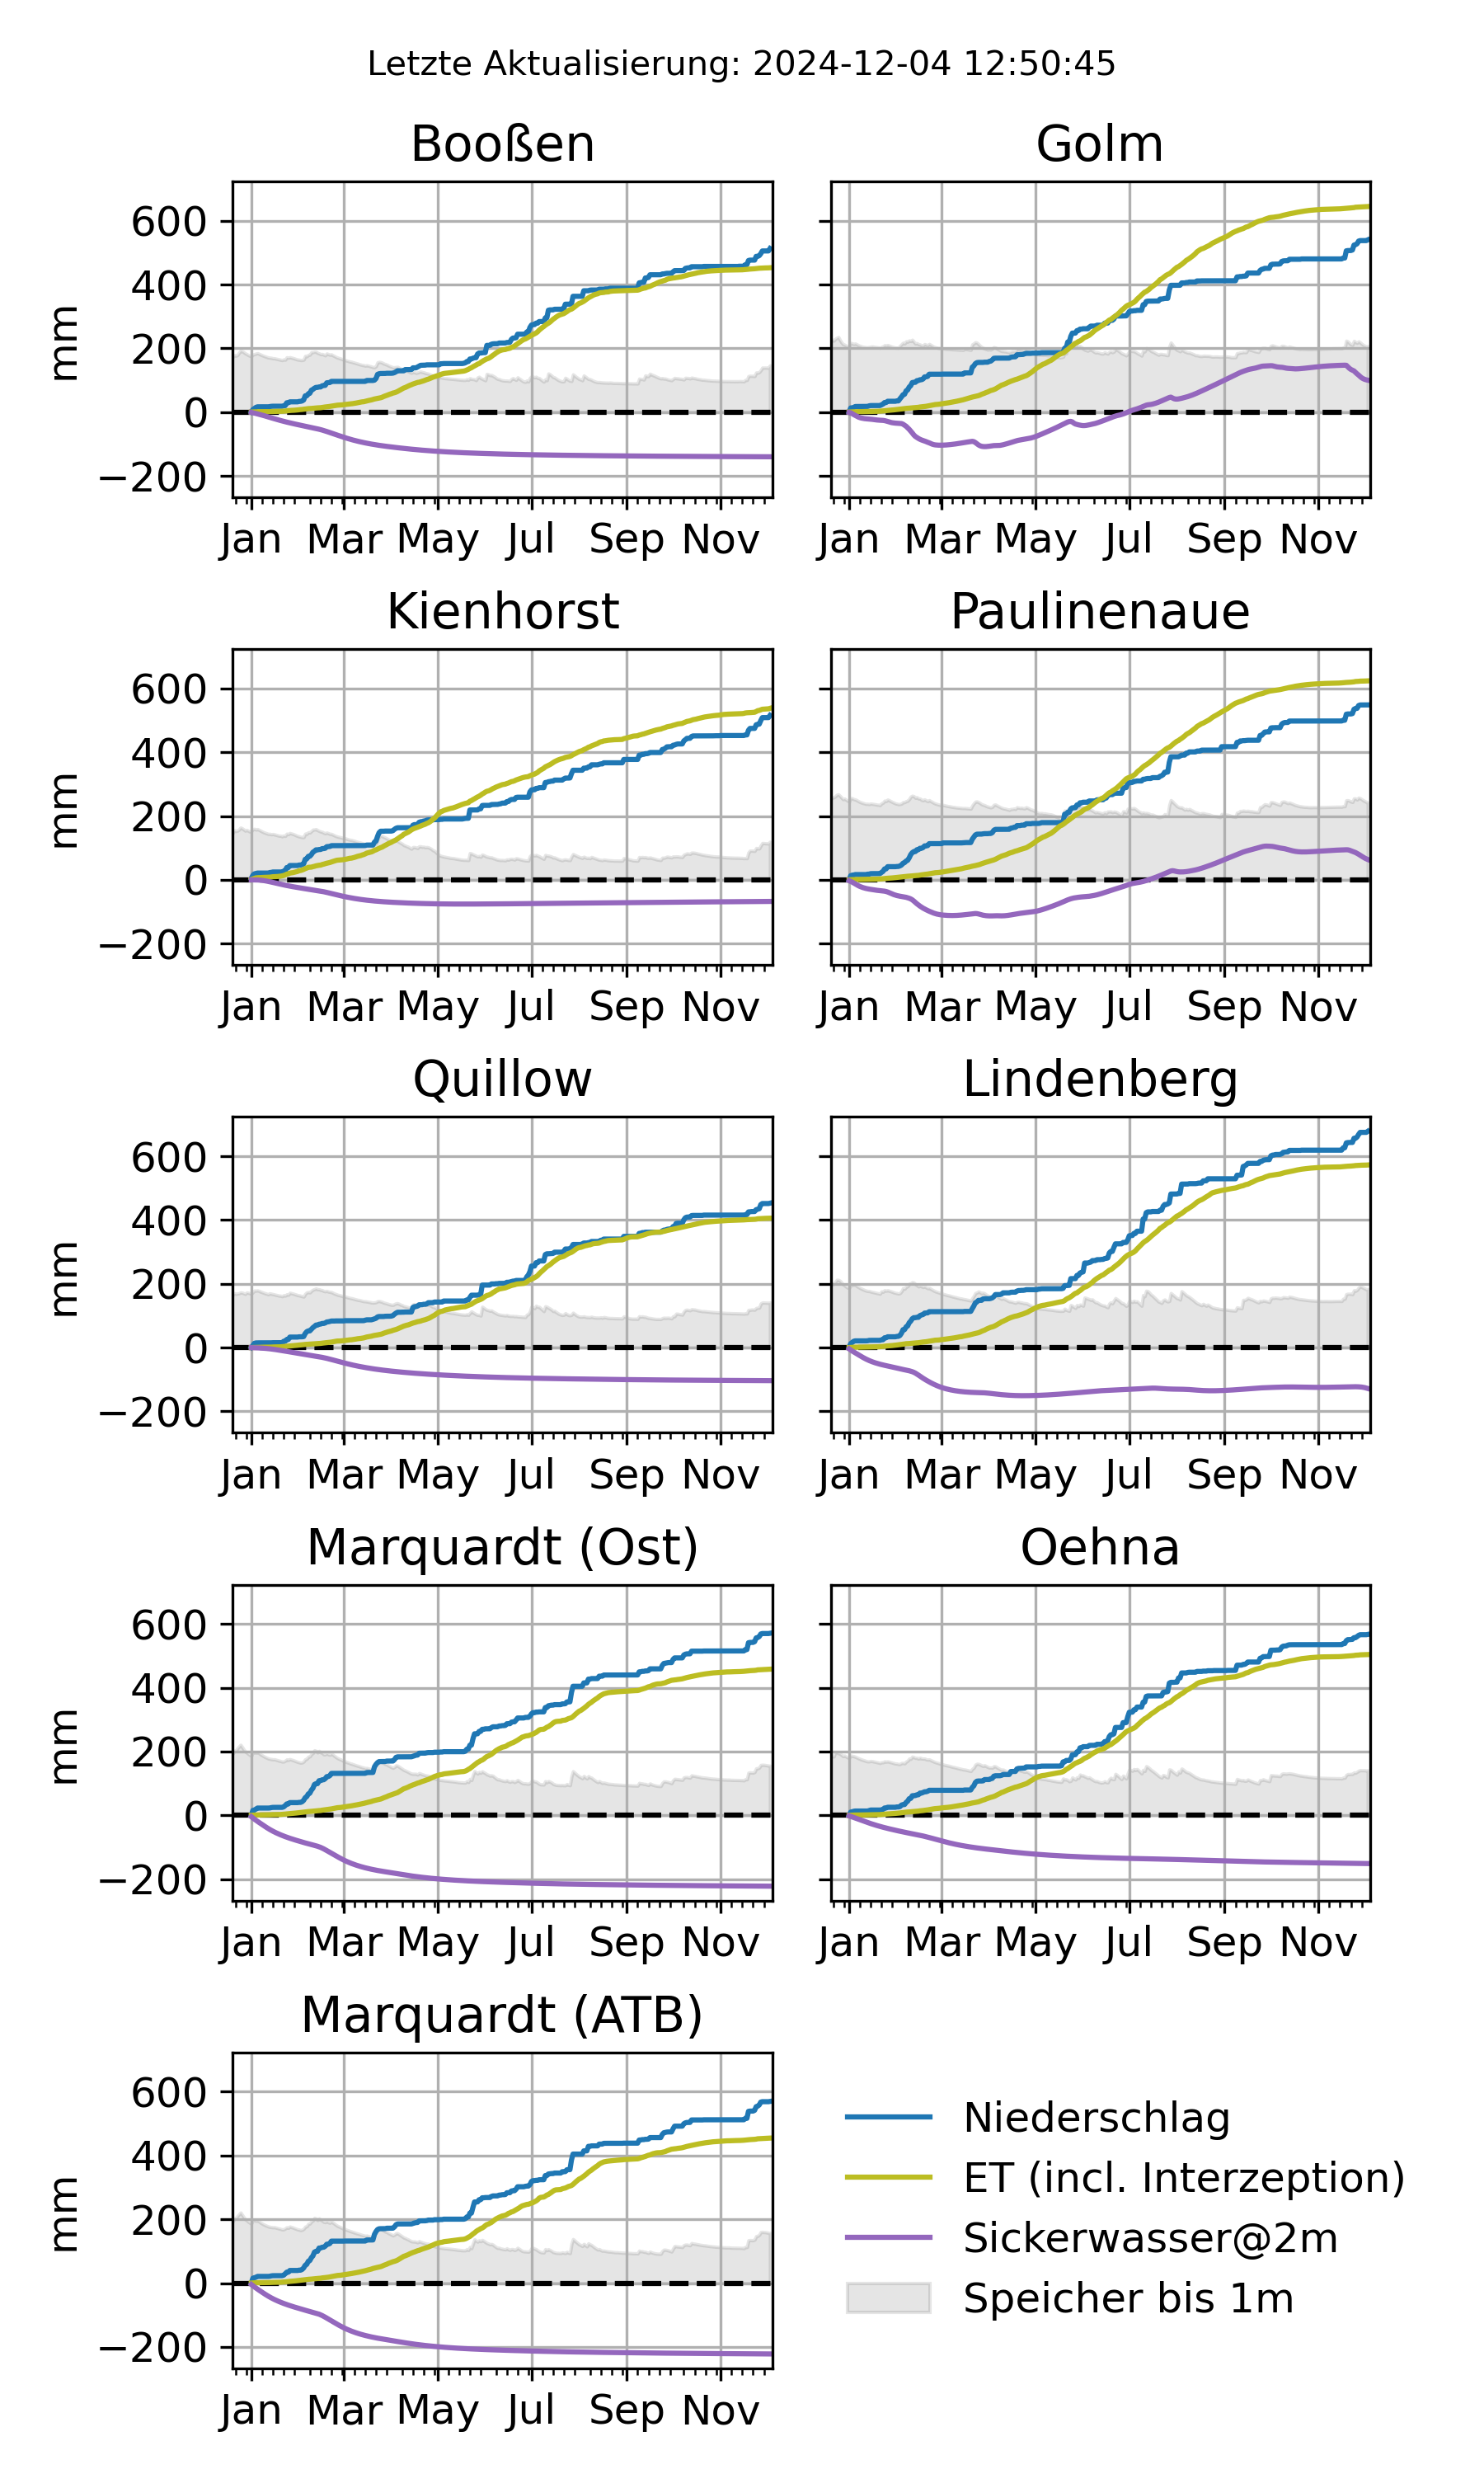 Letzte Aktualisierung: 2024-12-04 12:50:45
Booßen
Golm
mm
600
400
200
0
−200
Jan Mar May Jul Sep Nov
Jan Mar May Jul Sep Nov
Kienhorst
Paulinenaue
mm
600
400
200
0
−200
Jan Mar May Jul Sep Nov
Jan Mar May Jul Sep Nov
Quillow
Lindenberg
mm
600
400
200
0
−200
Jan Mar May Jul Sep Nov
Jan Mar May Jul Sep Nov
Marquardt (Ost)
Oehna
mm
600
400
200
0
−200
Jan Mar May Jul Sep Nov
Jan Mar May Jul Sep Nov
Marquardt (ATB)
mm
600
400
200
0
−200
Jan Mar May Jul Sep Nov
Niederschlag
ET (incl. Interzeption)
Sickerwasser@2m
Speicher bis 1m